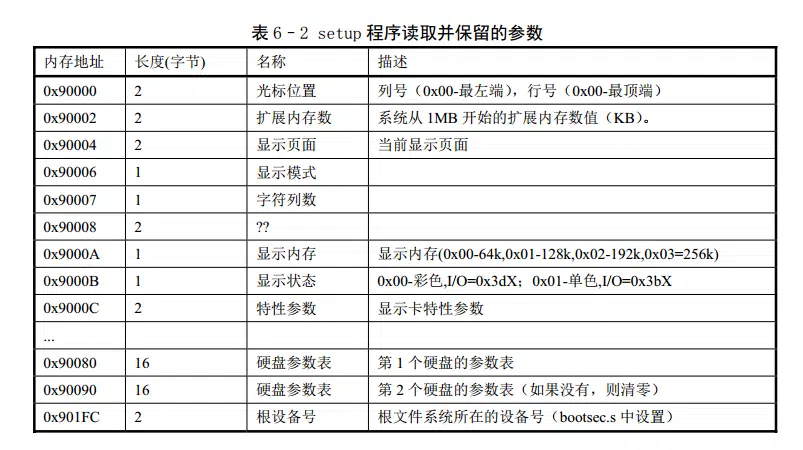 表 6-2 setup 程序读取并保留的参数
内存地址 长度(字节) 名称 描述
0x90000 2 光标位置 列号（0x00-最左端），行号（0x00-最顶端）
0x90002 2 扩展内存数 系统从 1MB 开始的扩展内存数值（KB）。
0x90004 2 显示页面 当前显示页面
0x90006 1 显示模式
0x90007 1 字符列数
0x90008 2 ??
0x9000A 1 显示内存 显示内存(0x00-64k,0x01-128k,0x02-192k,0x03=256k)
0x9000B 1 显示状态 0x00-彩色,I/O=0x3dX；0x01-单色,I/O=0x3bX
0x9000C 2 特性参数 显示卡特性参数
...
0x90080 16 硬盘参数表 第 1 个硬盘的参数表
0x90090 16 硬盘参数表 第 2 个硬盘的参数表（如果没有，则清零）
0x901FC 2 根设备号 根文件系统所在的设备号（bootsec.s 中设置）